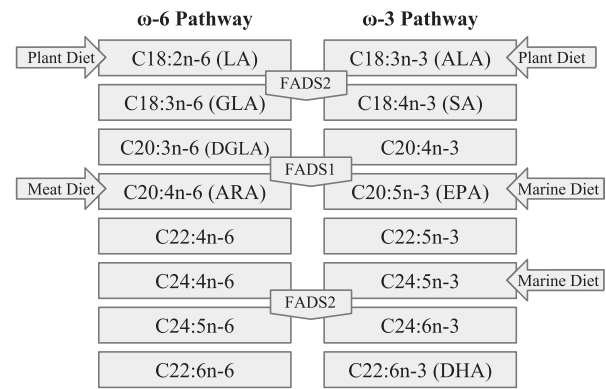 ω-6 Pathway ω-3 Pathway
Plant Diet C18:2n-6 (LA) C18:3n-3 (ALA) Plant Diet
FADS2
C18:3n-6 (GLA) C18:4n-3 (SA)
C20:3n-6 (DGLA) C20:4n-3
FADS1
Meat Diet C20:4n-6 (ARA) C20:5n-3 (EPA) Marine Diet
C22:4n-6 C22:5n-3
C24:4n-6 C24:5n-3 Marine Diet
FADS2
C24:5n-6 C24:6n-3
C22:6n-6 C22:6n-3 (DHA)